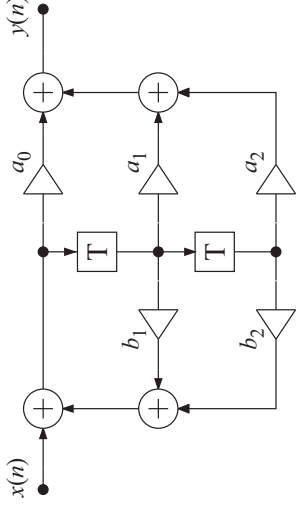 x(n) + a₀ + y(n)
T
+ b₁ a₁ +
T
b₂ a₂